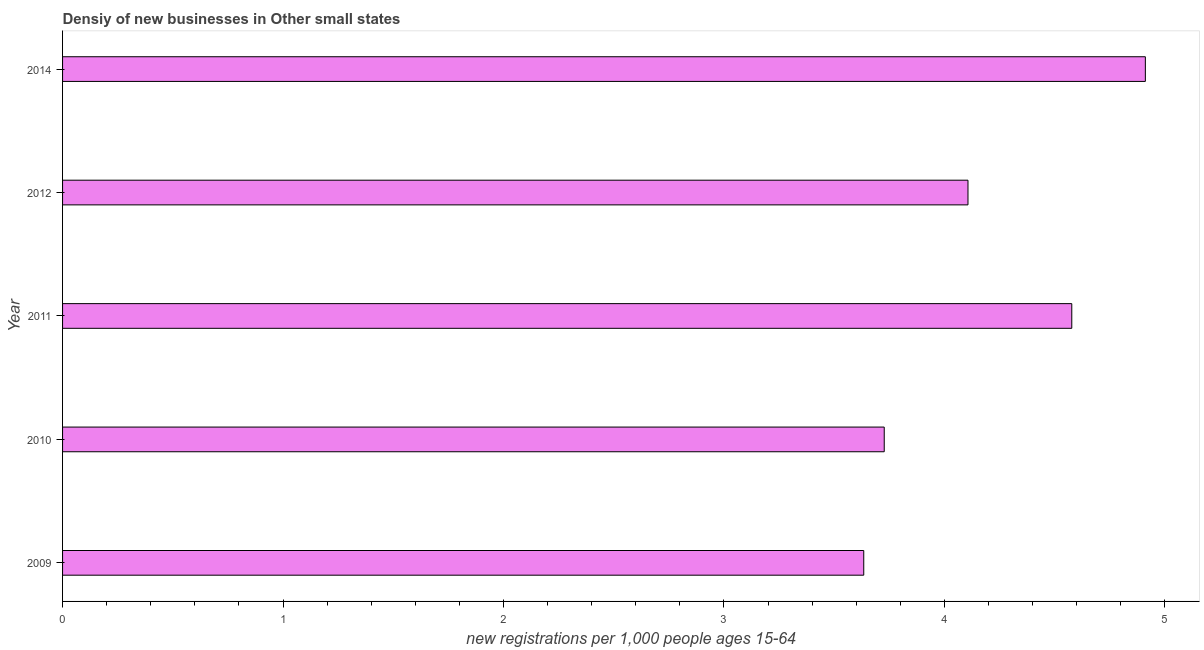 Densiy of new businesses in Other small states
2014
2012
2011
2010
2009
Year
0 1 2 3 4 5
new registrations per 1,000 people ages 15-64